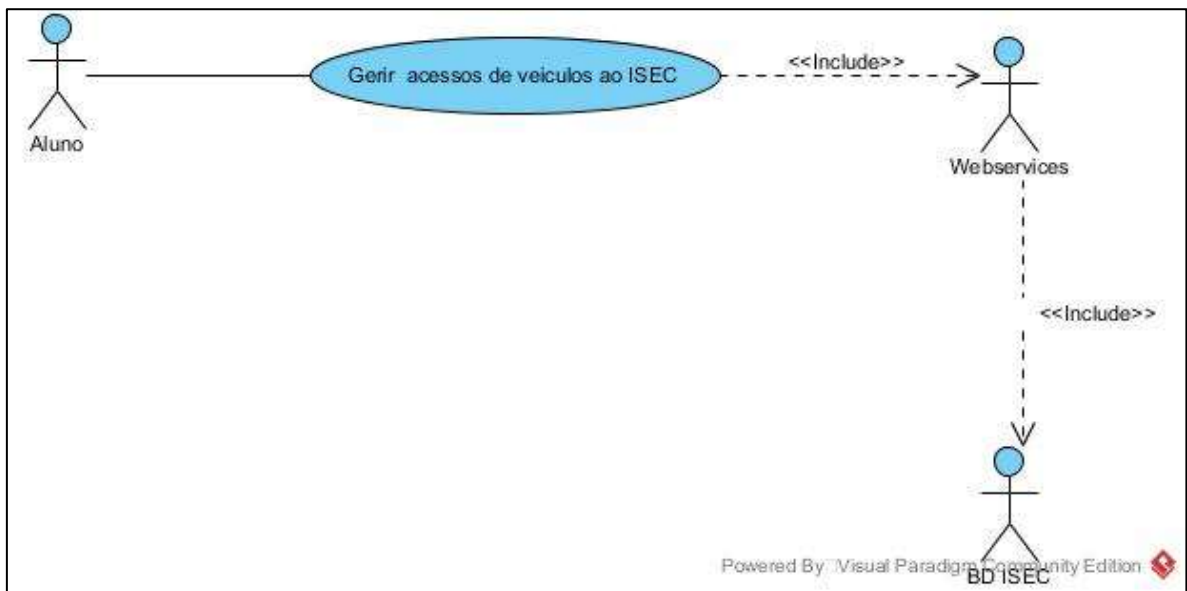 Gerir acessos de veiculos ao ISEC
<<Include>>
Aluno
Webservices
<<Include>>
Powered By Visual Paradigm Community Edition
BD ISEC